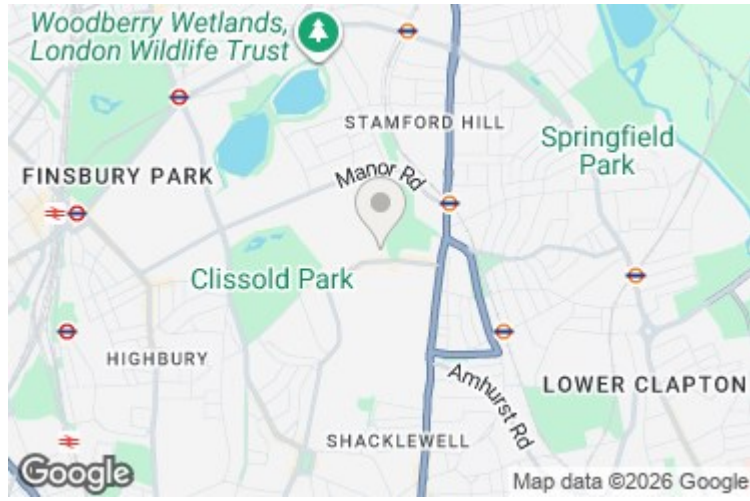 Woodberry Wetlands,
London Wildlife Trust
STAMFORD HILL
Springfield
Park
FINSBURY PARK
Manor Rd
Clissold Park
HIGHBURY
LOWER CLAPTON
Amhurst Rd
SHACKLEWELL
Google
Map data ©2026 Google